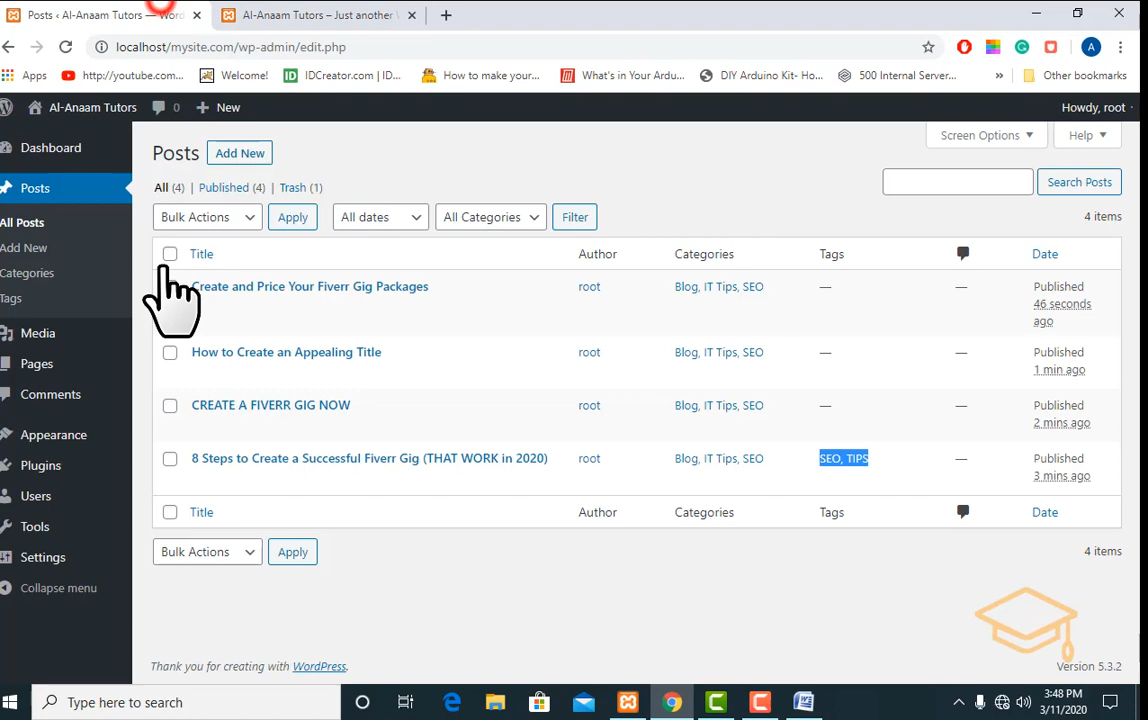 Posts ‹ Al-Anaam Tutors — Word
Al-Anaam Tutors – Just another W
localhost/mysite.com/wp-admin/edit.php
A
Apps
http://youtube.com...
Welcome!
IDCreator.com | ID...
How to make your...
What's in Your Ardu...
DIY Arduino Kit- Ho...
500 Internal Server...
»
Other bookmarks
Al-Anaam Tutors
0
New
Howdy, root
Dashboard
Posts
All Posts
Add New
Categories
Tags
Media
Pages
Comments
Appearance
Plugins
Users
Tools
Settings
Collapse menu
Screen Options
Help
Posts
Add New
All (4) | Published (4) | Trash (1)
Search Posts
Bulk Actions
Apply
All dates
All Categories
Filter
4 items
Title Author Categories Tags Date
Create and Price Your Fiverr Gig Packages root Blog, IT Tips, SEO — — Published
46 seconds
ago
How to Create an Appealing Title root Blog, IT Tips, SEO — — Published
1 min ago
CREATE A FIVERR GIG NOW root Blog, IT Tips, SEO — — Published
2 mins ago
8 Steps to Create a Successful Fiverr Gig (THAT WORK in 2020) root Blog, IT Tips, SEO SEO, TIPS — Published
3 mins ago
Title Author Categories Tags Date
Bulk Actions
Apply
4 items
Thank you for creating with WordPress.
Version 5.3.2
Type here to search
3:48 PM
3/11/2020